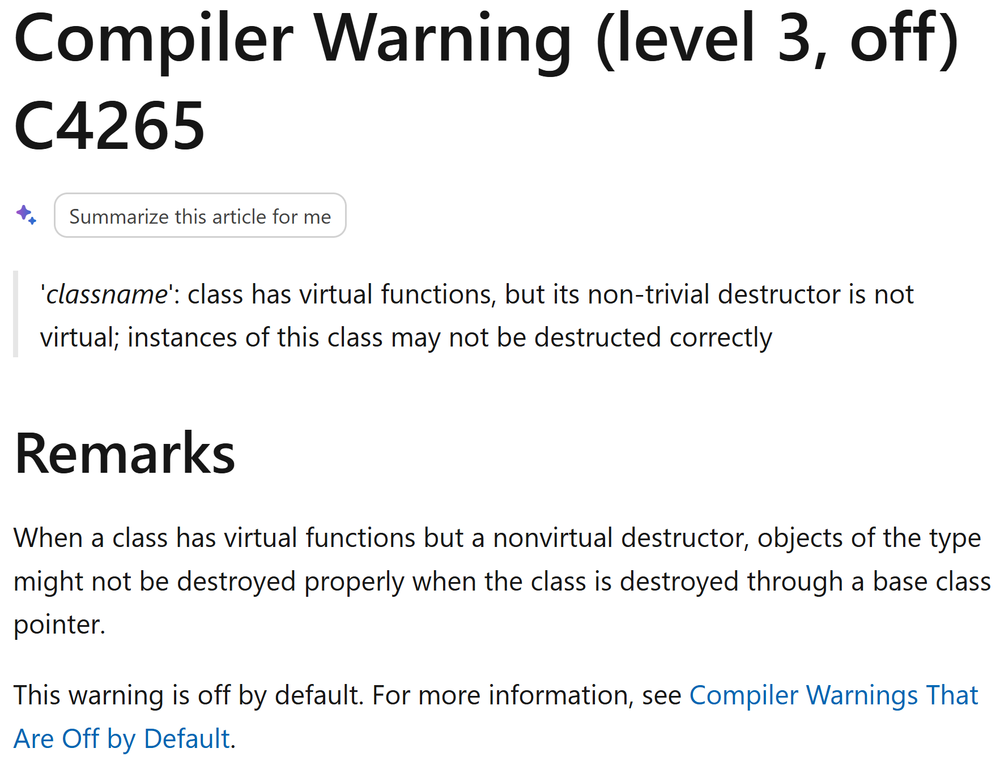 Compiler Warning (level 3, off)
C4265
Summarize this article for me
'classname': class has virtual functions, but its non-trivial destructor is not
virtual; instances of this class may not be destructed correctly
Remarks
When a class has virtual functions but a nonvirtual destructor, objects of the type
might not be destroyed properly when the class is destroyed through a base class
pointer.
This warning is off by default. For more information, see Compiler Warnings That
Are Off by Default.